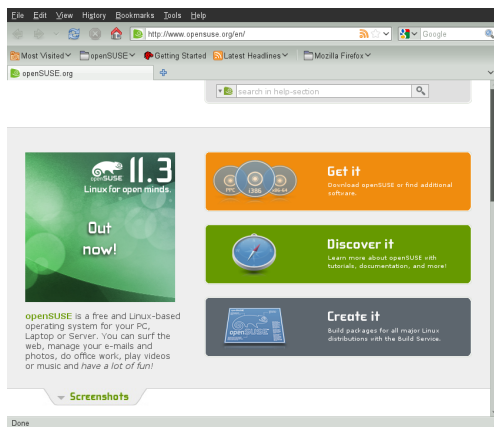 File Edit View History Bookmarks Tools Help
http://www.opensuse.org/en/
Google
Most Visited openSUSE Getting Started Latest Headlines Mozilla Firefox
openSUSE.org
search in help-section
openSUSE 11.3
Linux for open minds.
Out
now!
PPC i386 x86-64
Get it
Download openSUSE or find additional
software.
Discover it
Learn more about openSUSE with
tutorials, documentation, and more!
openSUSE
Create it
Build packages for all major Linux
distributions with the Build Service.
openSUSE is a free and Linux-based
operating system for your PC,
Laptop or Server. You can surf the
web, manage your e-mails and
photos, do office work, play videos
or music and have a lot of fun!
Screenshots
Done